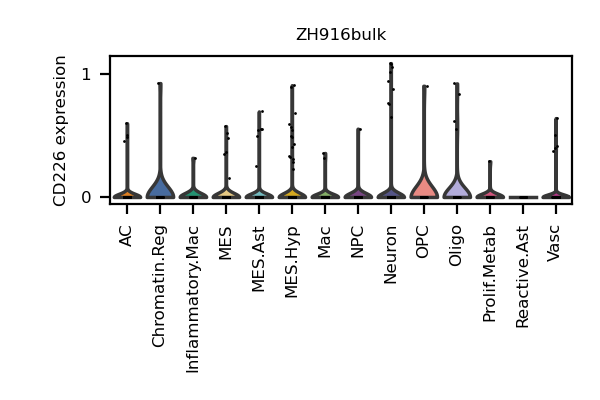 ZH916bulk
CD226 expression
1
0
AC
Chromatin.Reg
Inflammatory.Mac
MES
MES.Ast
MES.Hyp
Mac
NPC
Neuron
OPC
Oligo
Prolif.Metab
Reactive.Ast
Vasc